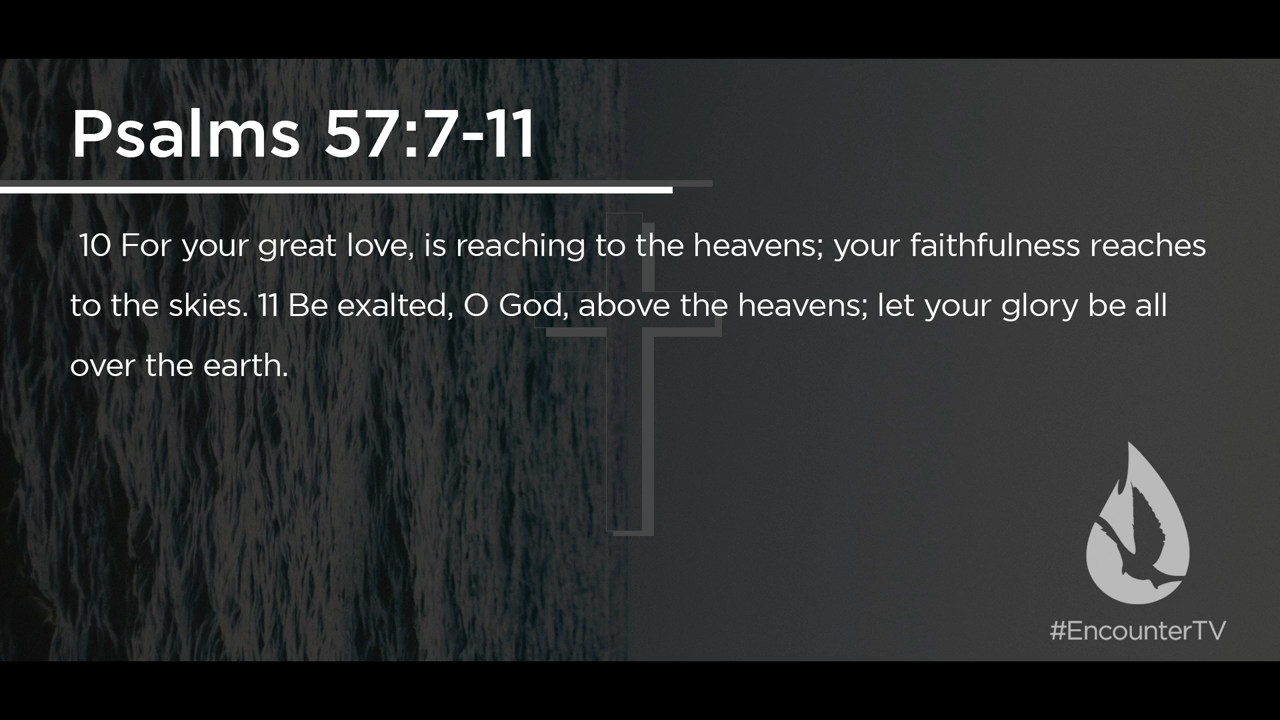 Psalms 57:7-11
10 For your great love, is reaching to the heavens; your faithfulness reaches
to the skies. 11 Be exalted, O God, above the heavens; let your glory be all
over the earth.
#EncounterTV